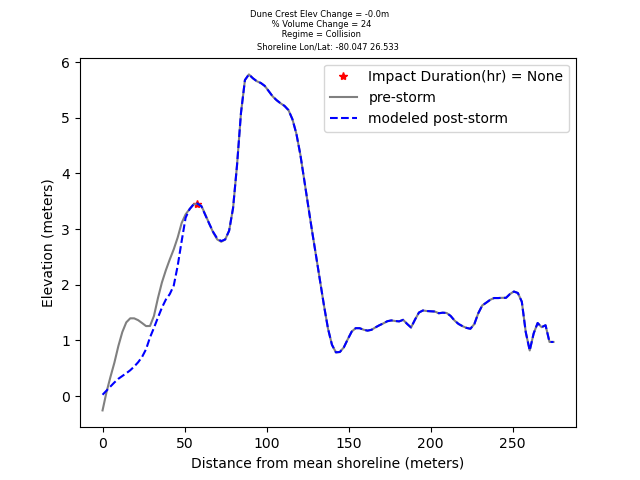 Dune Crest Elev Change = -0.0m
% Volume Change = 24
Regime = Collision
Shoreline Lon/Lat: -80.047 26.533
Impact Duration(hr) = None
pre-storm
modeled post-storm
6
5
4
3
2
1
0
Elevation (meters)
0 50 100 150 200 250
Distance from mean shoreline (meters)